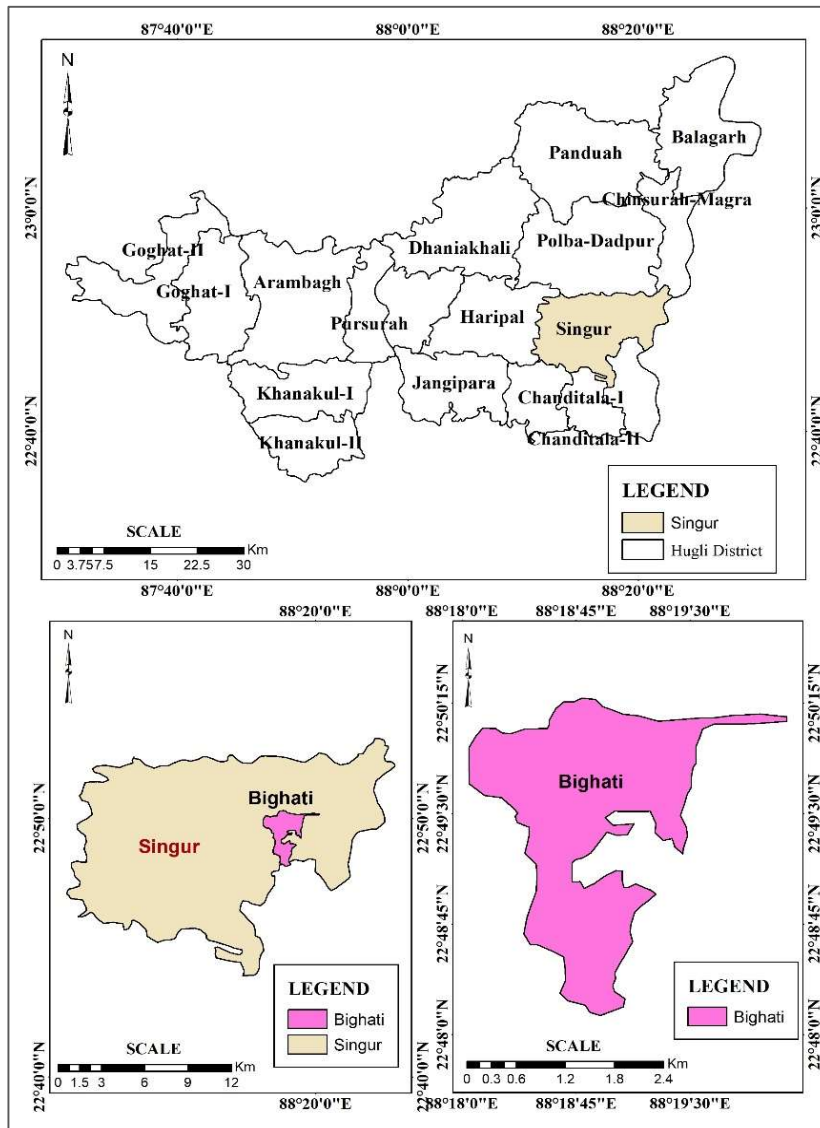 87°40'0"E 88°0'0"E 88°20'0"E
N
Balagarh
Panduah
Chinsurah-Magra
23°0'0"N 23°0'0"N
Goghat-II
Dhaniakhali
Polba-Dadpur
Goghat-I
Arambagh
Pursurah
Haripal
Singur
Khanakul-I
Jangipara
Chanditala-I
22°40'0"N 22°40'0"N
Khanakul-II
Chanditala-II
LEGEND
Singur
Hugli District
SCALE
Km
0 3.757.5 15 22.5 30
87°40'0"E 88°0'0"E 88°20'0"E
88°20'0"E
N
22°50'0"N 22°50'0"N
Bighati
Singur
LEGEND
Bighati
Singur
SCALE
Km
0 1.5 3 6 9 12
22°40'0"N 22°40'0"N
88°20'0"E
88°18'0"E 88°18'45"E 88°19'30"E
N
22°50'15"N 22°50'15"N
Bighati
22°49'30"N 22°49'30"N
22°48'45"N 22°48'45"N
LEGEND
Bighati
22°48'0"N 22°48'0"N
SCALE
Km
0 0.3 0.6 1.2 1.8 2.4
88°18'0"E 88°18'45"E 88°19'30"E